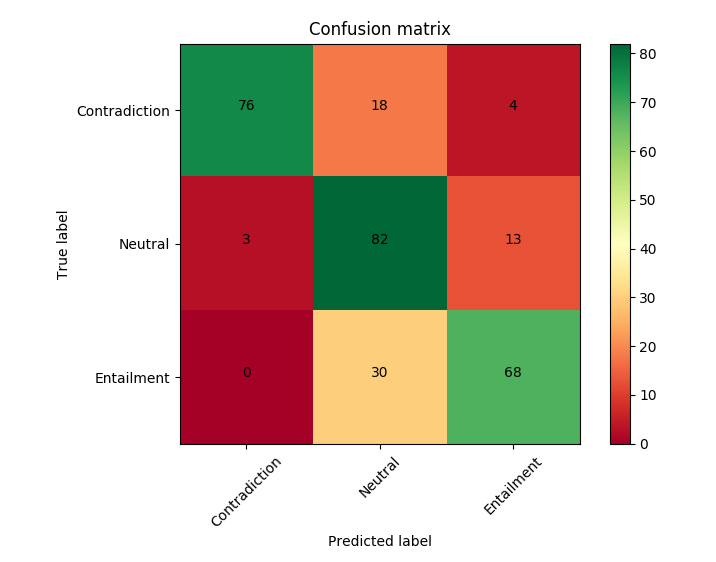 Confusion matrix
Contradiction 76 18 4
Neutral 3 82 13
Entailment 0 30 68
True label
Contradiction Neutral Entailment
Predicted label
80
70
60
50
40
30
20
10
0